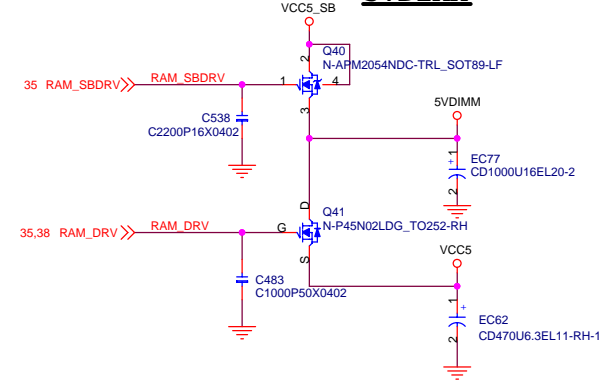 VCC5_SB
Q40
N-APM2054NDC-TRL_SOT89-LF
2
1
4
3
35 RAM_SBDRV
RAM_SBDRV
C538
C2200P16X0402
5VDIMM
1
+
EC77
CD1000U16EL20-2
2
D
Q41
N-P45N02LDG_TO252-RH
G
S
35,38 RAM_DRV
RAM_DRV
C483
C1000P50X0402
VCC5
1
+
EC62
CD470U6.3EL11-RH-1
2